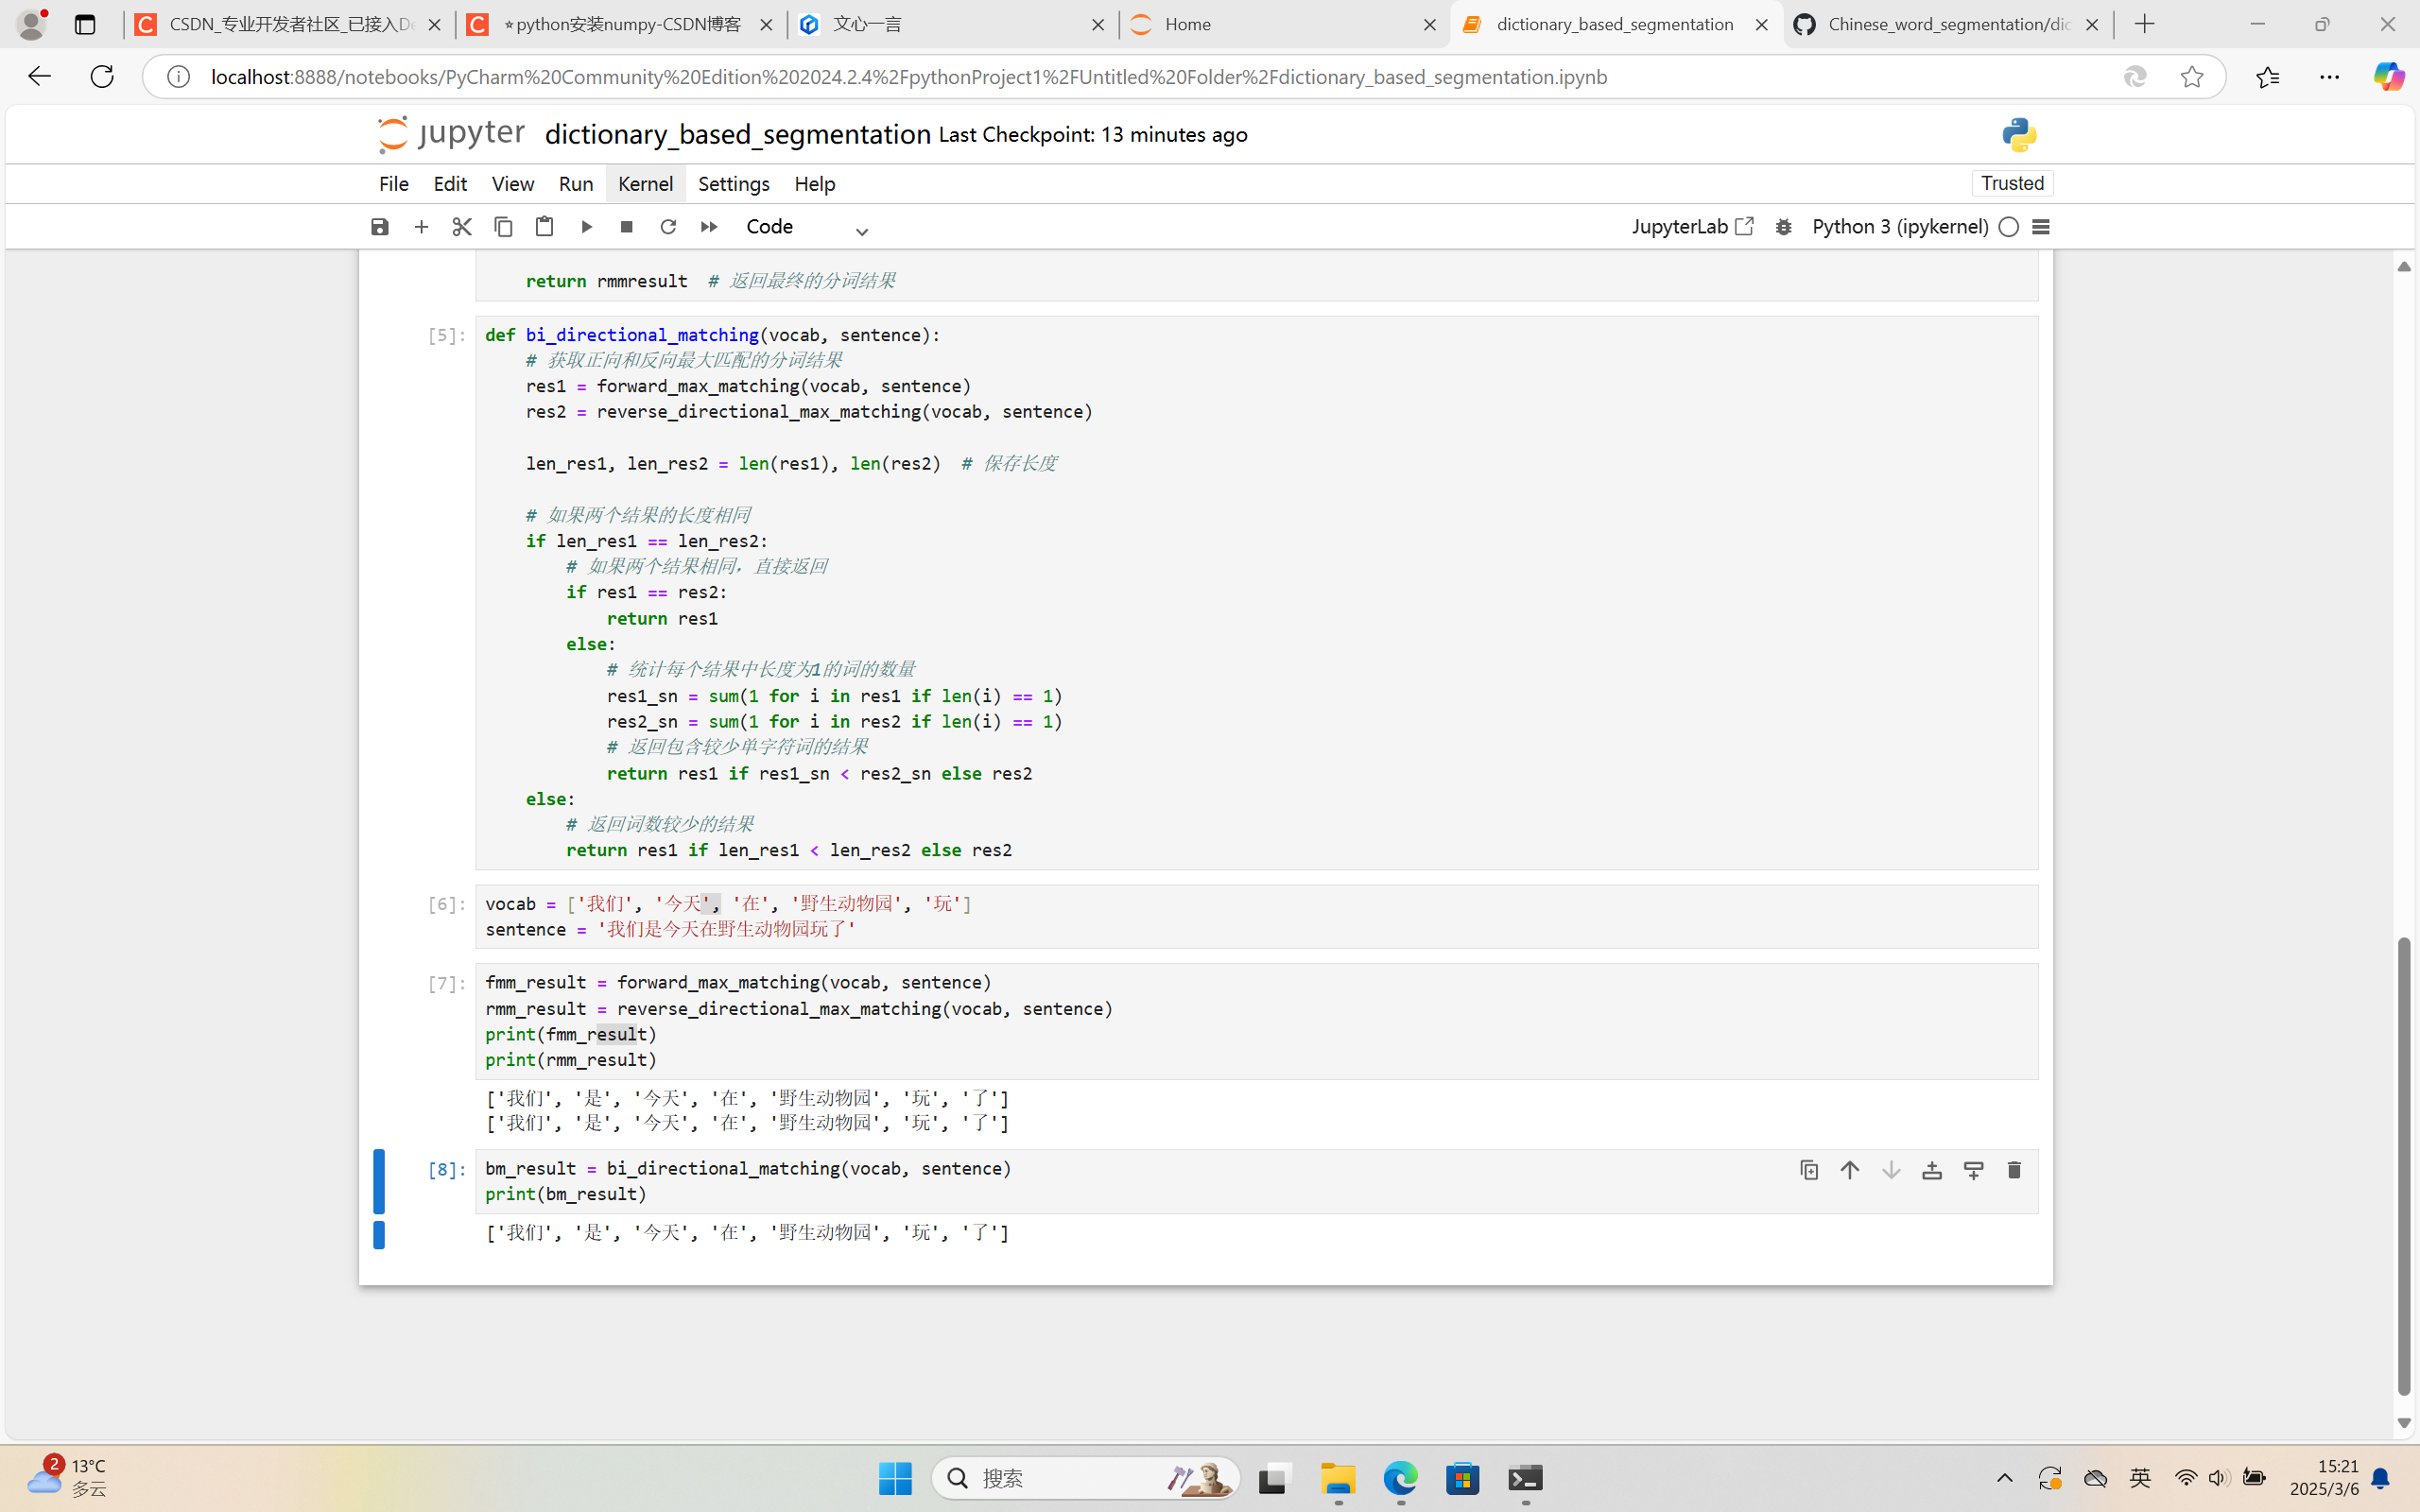 CSDN_专业开发者社区_已接入De
*python安装numpy-CSDN博客
文心一言
Home
dictionary_based_segmentation
Chinese_word_segmentation/dic
localhost:8888/notebooks/PyCharm%20Community%20Edition%202024.2.4%2FpythonProject1%2FUntitled%20Folder%2Fdictionary_based_segmentation.ipynb
jupyter dictionary_based_segmentation Last Checkpoint: 13 minutes ago
File Edit View Run Kernel Settings Help Trusted
Code JupyterLab Python 3 (ipykernel)
    return rmmresult  # 返回最终的分词结果
[5]: def bi_directional_matching(vocab, sentence):
    # 获取正向和反向最大匹配的分词结果
    res1 = forward_max_matching(vocab, sentence)
    res2 = reverse_directional_max_matching(vocab, sentence)
    len_res1, len_res2 = len(res1), len(res2)  # 保存长度
    # 如果两个结果的长度相同
    if len_res1 == len_res2:
        # 如果两个结果相同，直接返回
        if res1 == res2:
            return res1
        else:
            # 统计每个结果中长度为1的词的数量
            res1_sn = sum(1 for i in res1 if len(i) == 1)
            res2_sn = sum(1 for i in res2 if len(i) == 1)
            # 返回包含较少单字符词的结果
            return res1 if res1_sn < res2_sn else res2
    else:
        # 返回词数较少的结果
        return res1 if len_res1 < len_res2 else res2
[6]: vocab = ['我们', '今天', '在', '野生动物园', '玩']
sentence = '我们是今天在野生动物园玩了'
[7]: fmm_result = forward_max_matching(vocab, sentence)
rmm_result = reverse_directional_max_matching(vocab, sentence)
print(fmm_result)
print(rmm_result)
['我们', '是', '今天', '在', '野生动物园', '玩', '了']
['我们', '是', '今天', '在', '野生动物园', '玩', '了']
[8]: bm_result = bi_directional_matching(vocab, sentence)
print(bm_result)
['我们', '是', '今天', '在', '野生动物园', '玩', '了']
2
13°C
多云
搜索
英
15:21
2025/3/6